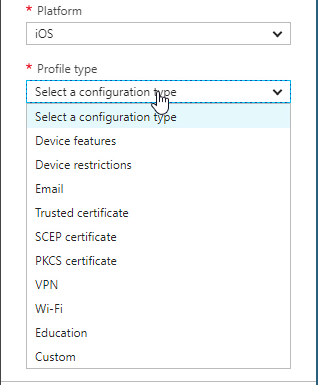 * Platform
iOS
* Profile type
Select a configuration type
Select a configuration type
Device features
Device restrictions
Email
Trusted certificate
SCEP certificate
PKCS certificate
VPN
Wi-Fi
Education
Custom